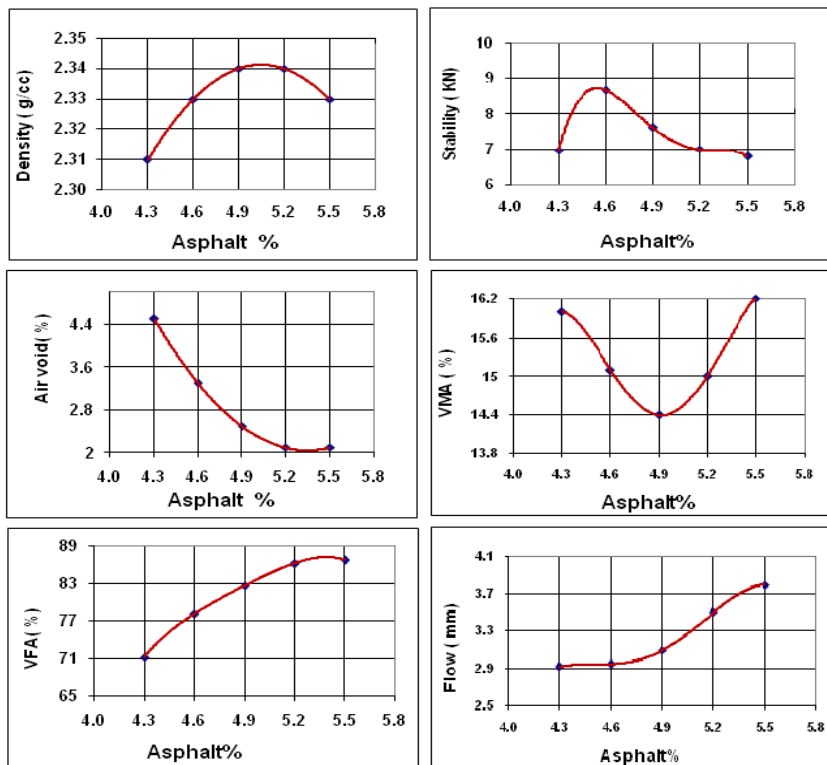 Density ( g/cc)
2.35
2.34
2.33
2.32
2.31
2.30
4.0 4.3 4.6 4.9 5.2 5.5 5.8
Asphalt %
Stability ( KN)
10
9
8
7
6
4.0 4.3 4.6 4.9 5.2 5.5 5.8
Asphalt%
Air void( %)
4.4
3.6
2.8
2
4.0 4.3 4.6 4.9 5.2 5.5 5.8
Asphalt %
VMA ( %)
16.2
15.6
15
14.4
13.8
4.0 4.3 4.6 4.9 5.2 5.5 5.8
Asphalt%
VFA( %)
89
83
77
71
65
4.0 4.3 4.6 4.9 5.2 5.5 5.8
Asphalt%
Flow ( mm)
4.1
3.7
3.3
2.9
2.5
4.0 4.3 4.6 4.9 5.2 5.5 5.8
Asphalt%